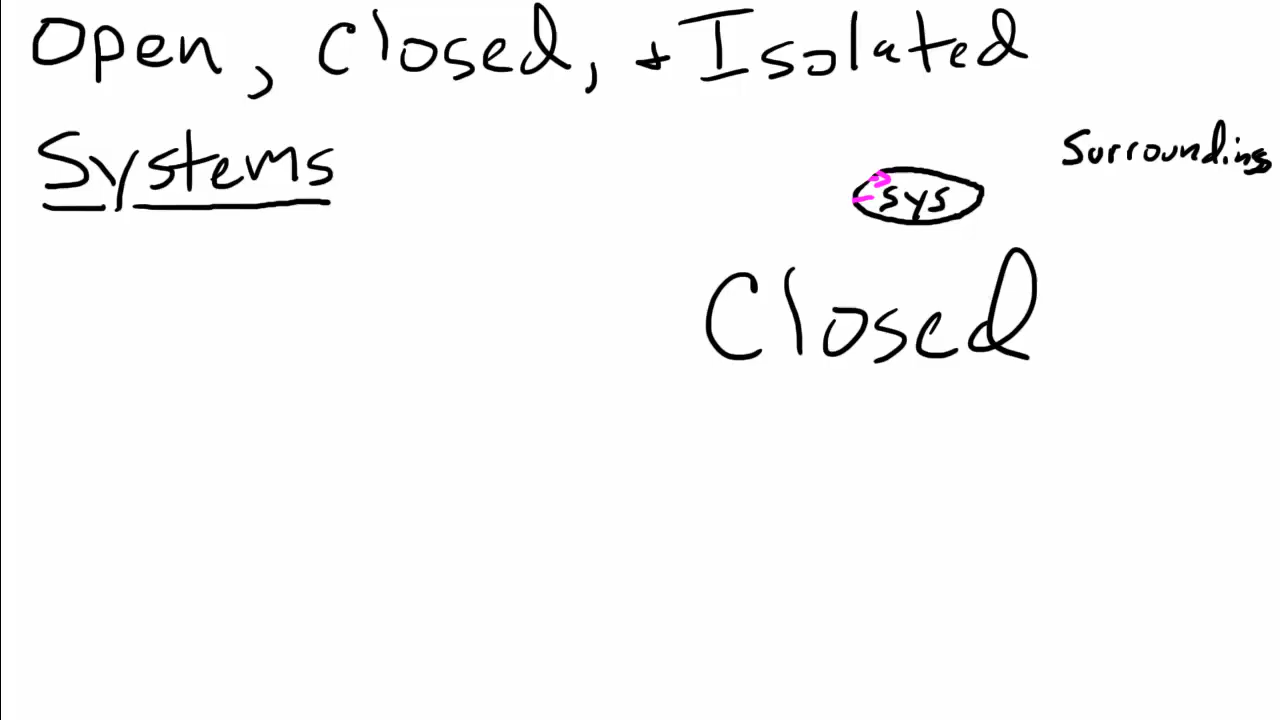 Open, Closed, + Isolated
Systems
Surroundings
sys
Closed